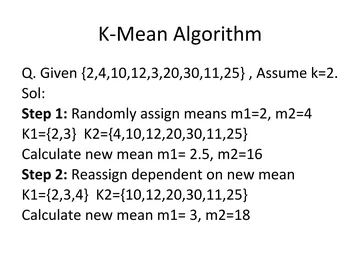 K-Mean Algorithm
Q. Given {2,4,10,12,3,20,30,11,25} , Assume k=2.
Sol:
Step 1: Randomly assign means m1=2, m2=4
K1={2,3}  K2={4,10,12,20,30,11,25}
Calculate new mean m1= 2.5, m2=16
Step 2: Reassign dependent on new mean
K1={2,3,4}  K2={10,12,20,30,11,25}
Calculate new mean m1= 3, m2=18